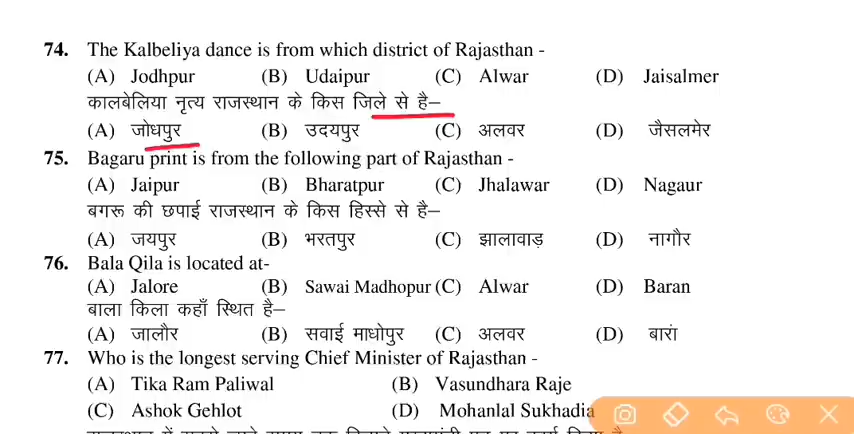 74. The Kalbeliya dance is from which district of Rajasthan -
(A) Jodhpur (B) Udaipur (C) Alwar (D) Jaisalmer
कालबेलिया नृत्य राजस्थान के किस जिले से है–
(A) जोधपुर (B) उदयपुर (C) अलवर (D) जैसलमेर
75. Bagaru print is from the following part of Rajasthan -
(A) Jaipur (B) Bharatpur (C) Jhalawar (D) Nagaur
बगरू की छपाई राजस्थान के किस हिस्से से है–
(A) जयपुर (B) भरतपुर (C) झालावाड़ (D) नागौर
76. Bala Qila is located at-
(A) Jalore (B) Sawai Madhopur (C) Alwar (D) Baran
बाला किला कहाँ स्थित है–
(A) जालौर (B) सवाई माधोपुर (C) अलवर (D) बारां
77. Who is the longest serving Chief Minister of Rajasthan -
(A) Tika Ram Paliwal (B) Vasundhara Raje
(C) Ashok Gehlot (D) Mohanlal Sukhadia